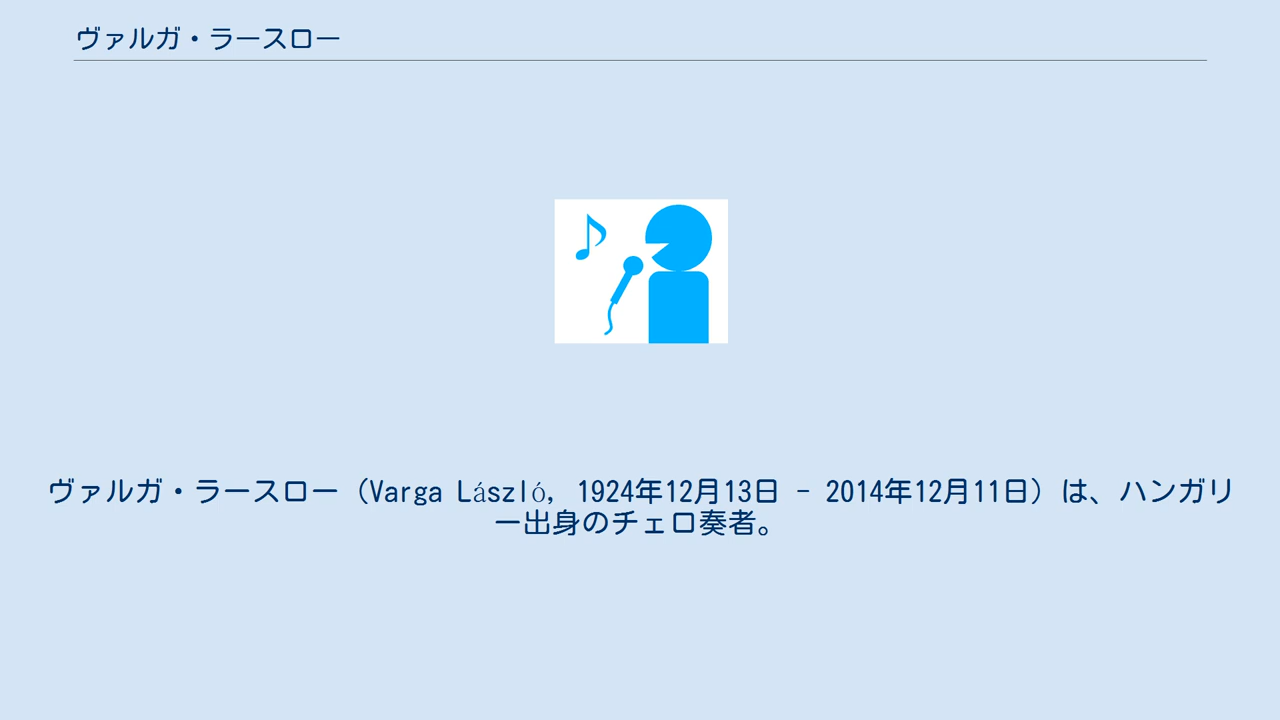 ヴァルガ・ラースロー
ヴァルガ・ラースロー（Varga László, 1924年12月13日 - 2014年12月11日）は、ハンガリ
ー出身のチェロ奏者。